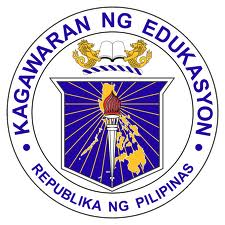 KAGAWARAN NG EDUKASYON
REPUBLIKA NG PILIPINAS